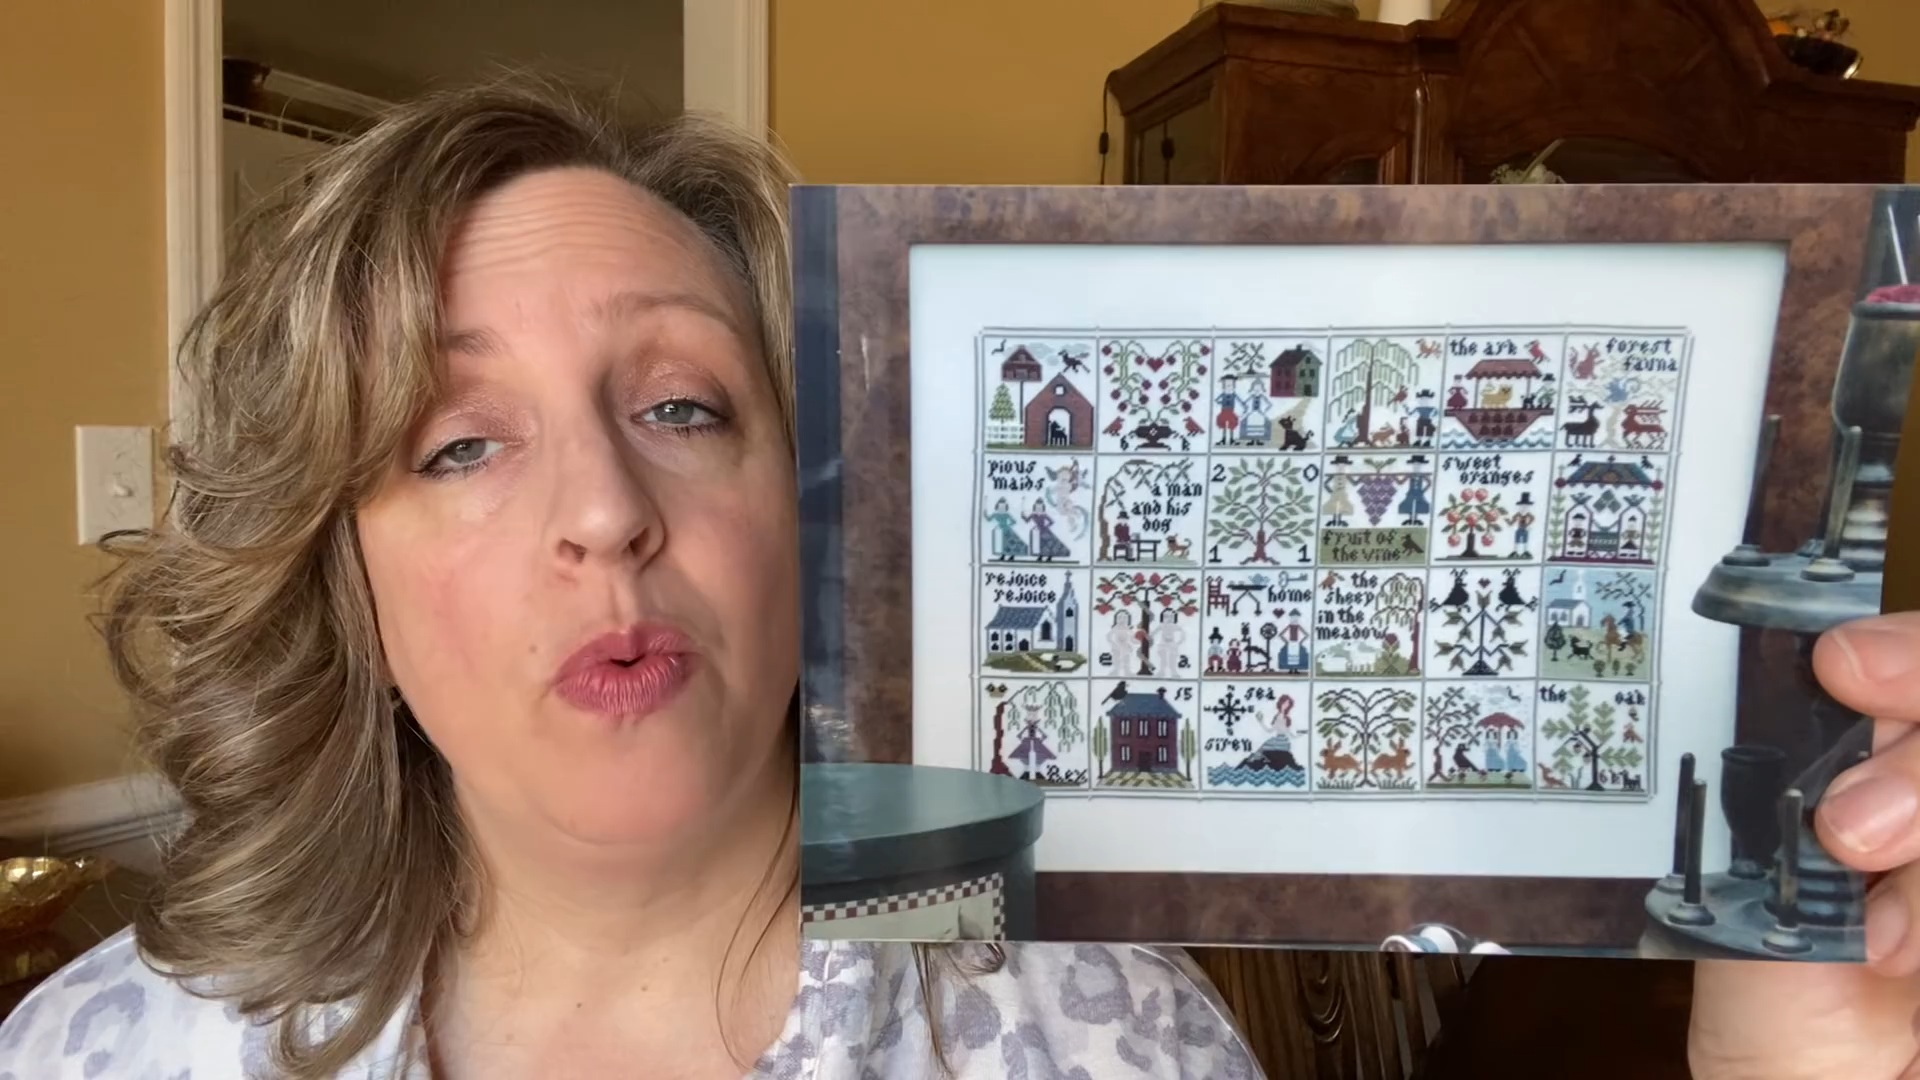 the ark
forest
fauna
pious
maids
a man
and his
dog
2 0
1 1
fruit of
the vine
sweet
oranges
rejoice
rejoice
e a
home
the
sheep
in the
meadow
Rex
15
sea
siren
the oak